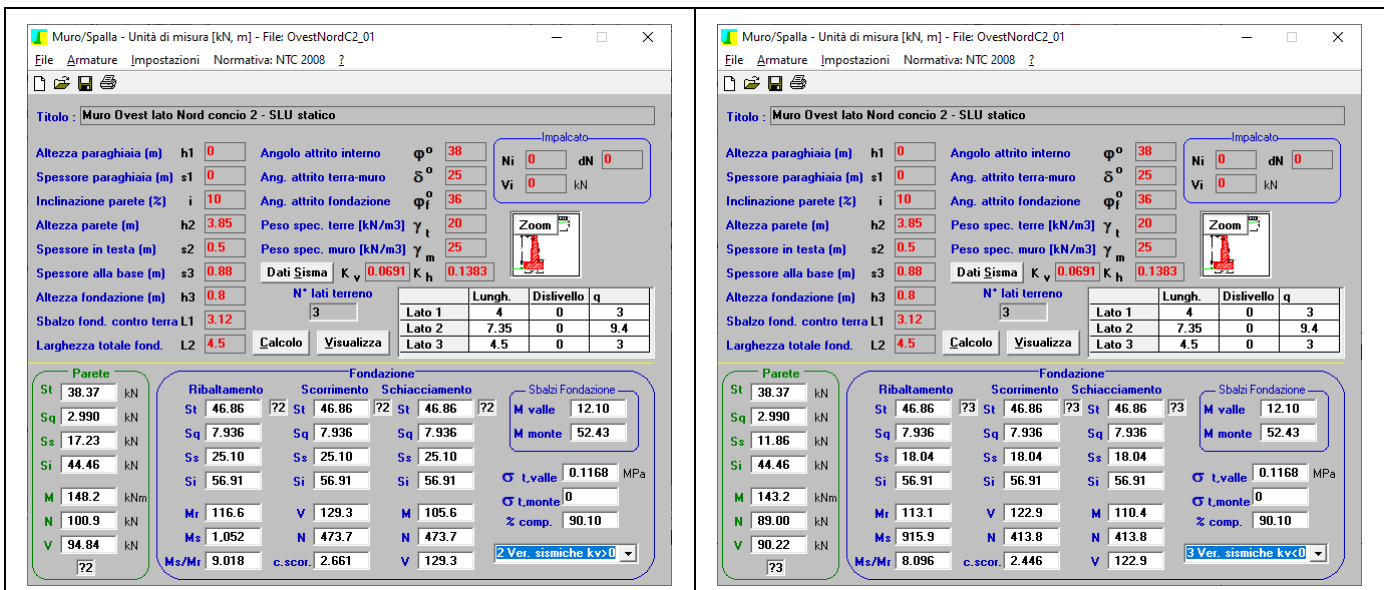 Muro/Spalla - Unità di misura [kN, m] - File: OvestNordC2_01
File Armature Impostazioni Normativa: NTC 2008 ?
Titolo : Muro Ovest lato Nord concio 2 - SLU statico
Impalcato
Altezza paraghiaia (m) h1 0 Angolo attrito interno φ° 38 Ni 0 dN 0
Spessore paraghiaia (m) s1 0 Ang. attrito terra-muro δ° 25 Vi 0 kN
Inclinazione parete (%) i 10 Ang. attrito fondazione φf° 36
Altezza parete (m) h2 3.85 Peso spec. terre [kN/m3] γt 20 Zoom
Spessore in testa (m) s2 0.5 Peso spec. muro [kN/m3] γm 25
Spessore alla base (m) s3 0.88 Dati Sisma Kv 0.0691 Kh 0.1383
Altezza fondazione (m) h3 0.8 N° lati terreno Lungh. Dislivello q
3 Lato 1 4 0 3
Sbalzo fond. contro terra L1 3.12 Lato 2 7.35 0 9.4
Larghezza totale fond. L2 4.5 Calcolo Visualizza Lato 3 4.5 0 3
Parete Fondazione
Ribaltamento Scorrimento Schiacciamento Sbalzi Fondazione
St 38.37 kN St 46.86 ?2 St 46.86 ?2 St 46.86 ?2 M valle 12.10
Sq 2.990 kN Sq 7.936 Sq 7.936 Sq 7.936 M monte 52.43
Ss 17.23 kN Ss 25.10 Ss 25.10 Ss 25.10
Si 44.46 kN Si 56.91 Si 56.91 Si 56.91 σ t,valle 0.1168 MPa
M 148.2 kNm Mr 116.6 V 129.3 M 105.6 σ t,monte 0
N 100.9 kN Ms 1,052 N 473.7 N 473.7 % comp. 90.10
V 94.84 kN Ms/Mr 9.018 c.scor. 2.661 V 129.3 2 Ver. sismiche kv>0
?2
Muro/Spalla - Unità di misura [kN, m] - File: OvestNordC2_01
File Armature Impostazioni Normativa: NTC 2008 ?
Titolo : Muro Ovest lato Nord concio 2 - SLU statico
Impalcato
Altezza paraghiaia (m) h1 0 Angolo attrito interno φ° 38 Ni 0 dN 0
Spessore paraghiaia (m) s1 0 Ang. attrito terra-muro δ° 25 Vi 0 kN
Inclinazione parete (%) i 10 Ang. attrito fondazione φf° 36
Altezza parete (m) h2 3.85 Peso spec. terre [kN/m3] γt 20 Zoom
Spessore in testa (m) s2 0.5 Peso spec. muro [kN/m3] γm 25
Spessore alla base (m) s3 0.88 Dati Sisma Kv 0.0691 Kh 0.1383
Altezza fondazione (m) h3 0.8 N° lati terreno Lungh. Dislivello q
3 Lato 1 4 0 3
Sbalzo fond. contro terra L1 3.12 Lato 2 7.35 0 9.4
Larghezza totale fond. L2 4.5 Calcolo Visualizza Lato 3 4.5 0 3
Parete Fondazione
Ribaltamento Scorrimento Schiacciamento Sbalzi Fondazione
St 38.37 kN St 46.86 ?3 St 46.86 ?3 St 46.86 ?3 M valle 12.10
Sq 2.990 kN Sq 7.936 Sq 7.936 Sq 7.936 M monte 52.43
Ss 11.86 kN Ss 18.04 Ss 18.04 Ss 18.04
Si 44.46 kN Si 56.91 Si 56.91 Si 56.91 σ t,valle 0.1168 MPa
M 143.2 kNm Mr 113.1 V 122.9 M 110.4 σ t,monte 0
N 89.00 kN Ms 915.9 N 413.8 N 413.8 % comp. 90.10
V 90.22 kN Ms/Mr 8.096 c.scor. 2.446 V 122.9 3 Ver. sismiche kv<0
?3